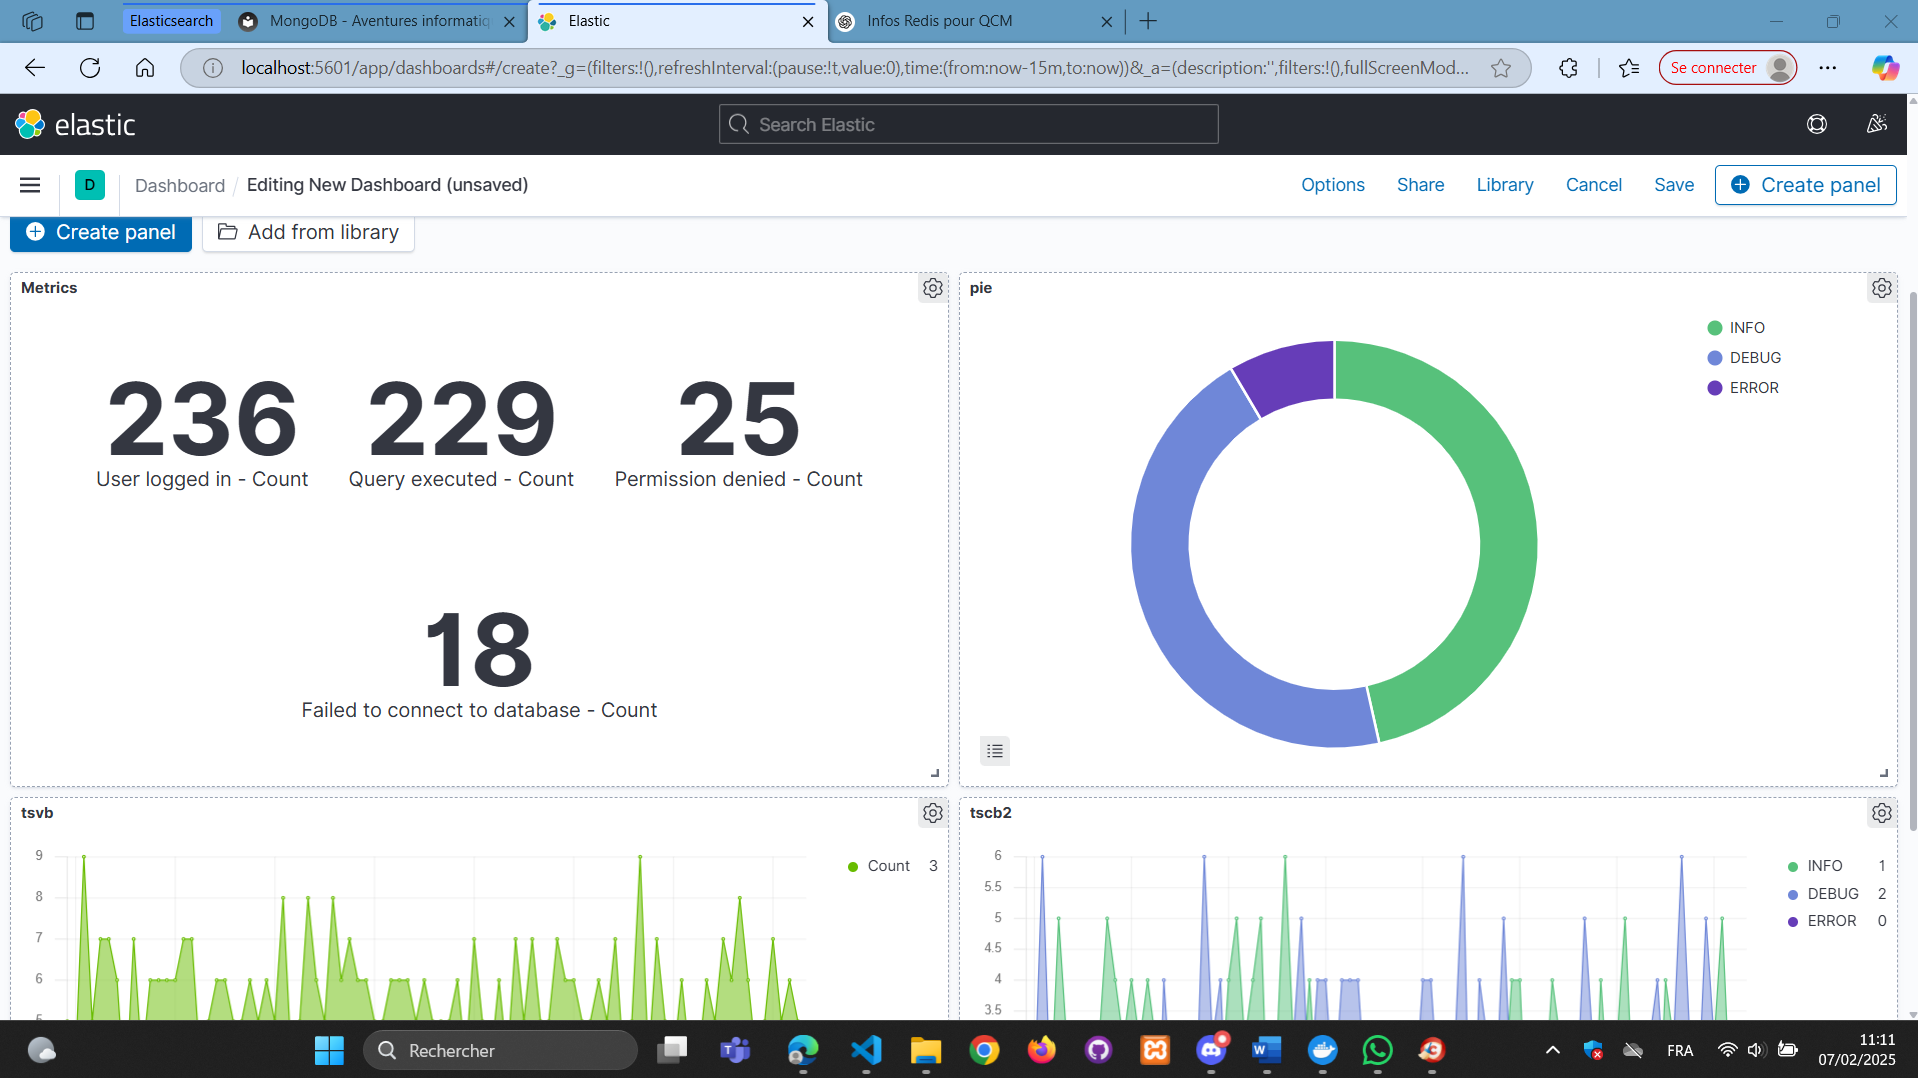 Elasticsearch
MongoDB - Aventures informatiq
Elastic
Infos Redis pour QCM
localhost:5601/app/dashboards#/create?_g=(filters:!(),refreshInterval:(pause:!t,value:0),time:(from:now-15m,to:now))&_a=(description:'',filters:!(),fullScreenMod...
Se connecter
elastic
Search Elastic
D
Dashboard / Editing New Dashboard (unsaved)
Options
Share
Library
Cancel
Save
Create panel
Create panel
Add from library
Metrics
236
User logged in - Count
229
Query executed - Count
25
Permission denied - Count
18
Failed to connect to database - Count
pie
INFO
DEBUG
ERROR
tsvb
9
8
7
6
5
Count 3
tscb2
6
5.5
5
4.5
4
3.5
INFO 1
DEBUG 2
ERROR 0
Rechercher
FRA
11:11
07/02/2025